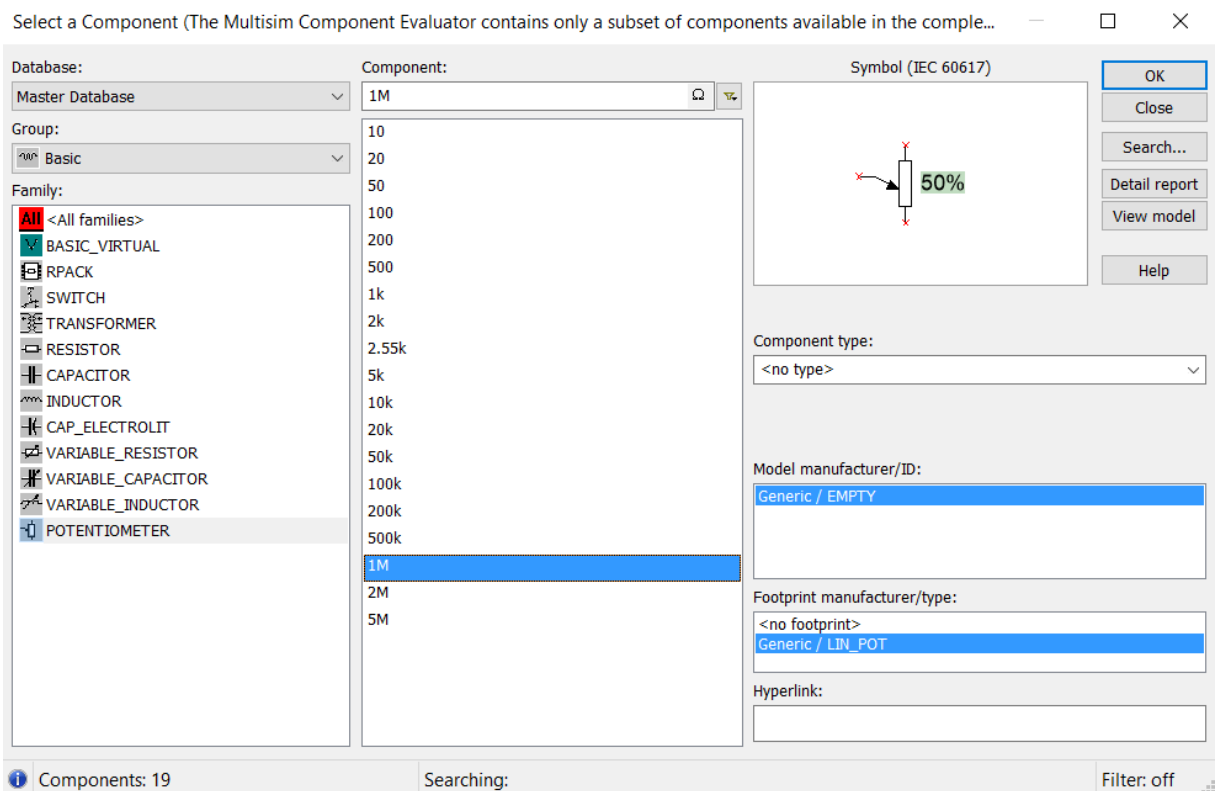 Select a Component (The Multisim Component Evaluator contains only a subset of components available in the comple...
Database:
Master Database
Group:
Basic
Family:
All <All families>
BASIC_VIRTUAL
RPACK
SWITCH
TRANSFORMER
RESISTOR
CAPACITOR
INDUCTOR
CAP_ELECTROLIT
VARIABLE_RESISTOR
VARIABLE_CAPACITOR
VARIABLE_INDUCTOR
POTENTIOMETER
Component:
1M Ω
10
20
50
100
200
500
1k
2k
2.55k
5k
10k
20k
50k
100k
200k
500k
1M
2M
5M
Symbol (IEC 60617)
50%
Component type:
<no type>
Model manufacturer/ID:
Generic / EMPTY
Footprint manufacturer/type:
<no footprint>
Generic / LIN_POT
Hyperlink:
OK
Close
Search...
Detail report
View model
Help
Components: 19
Searching:
Filter: off